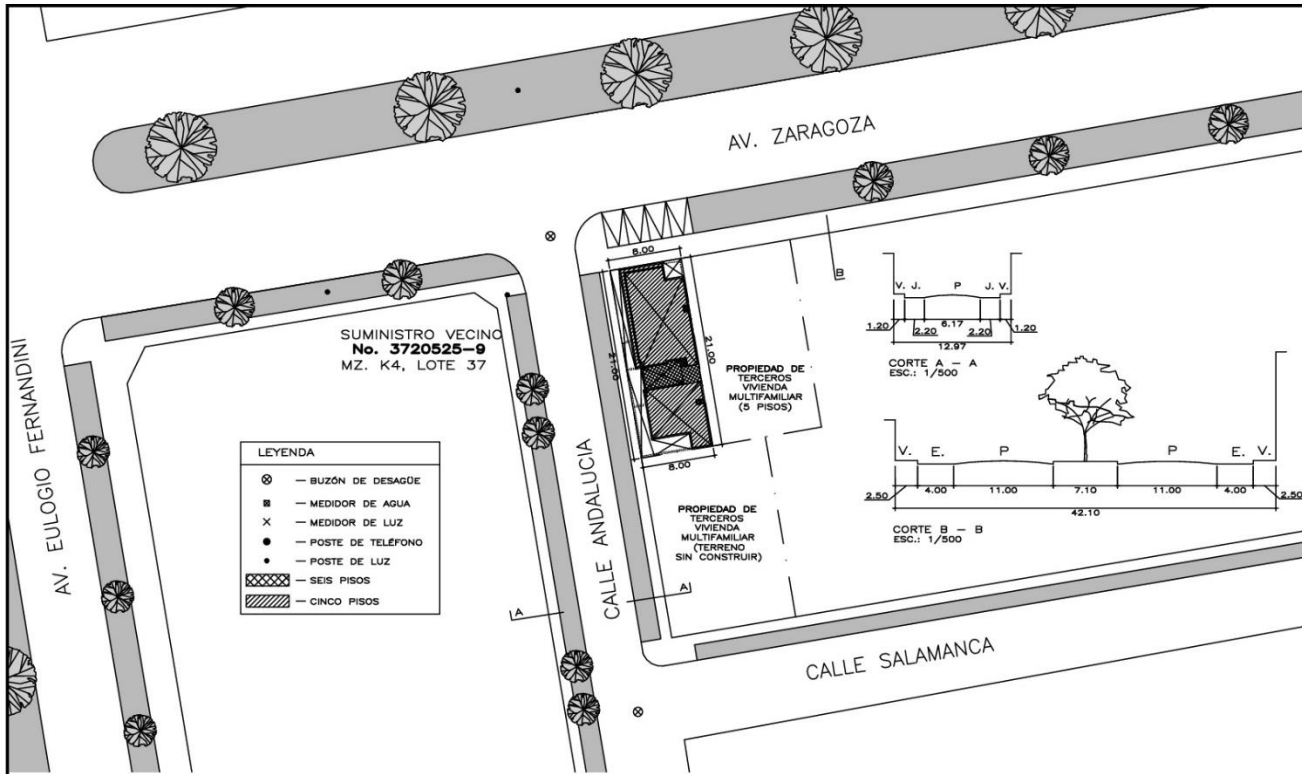 AV. ZARAGOZA
8.00
B
V. J. P J. V.
1.20 2.20 6.17 2.20 1.20
12.97
CORTE A – A
ESC.: 1/500
SUMINISTRO VECINO
No. 3720525–9
MZ. K4, LOTE 37
21.00
21.00
PROPIEDAD DE
TERCEROS
VIVIENDA
MULTIFAMILIAR
(5 PISOS)
AV. EULOGIO FERNANDINI
CALLE ANDALUCIA
8.00
V. E. P P E. V.
2.50 4.00 11.00 7.10 11.00 4.00 2.50
42.10
CORTE B – B
ESC.: 1/500
LEYENDA
– BUZÓN DE DESAGÜE
– MEDIDOR DE AGUA
– MEDIDOR DE LUZ
– POSTE DE TELÉFONO
– POSTE DE LUZ
– SEIS PISOS
– CINCO PISOS
PROPIEDAD DE
TERCEROS
VIVIENDA
MULTIFAMILIAR
(TERRENO
SIN CONSTRUIR)
A
A
CALLE SALAMANCA